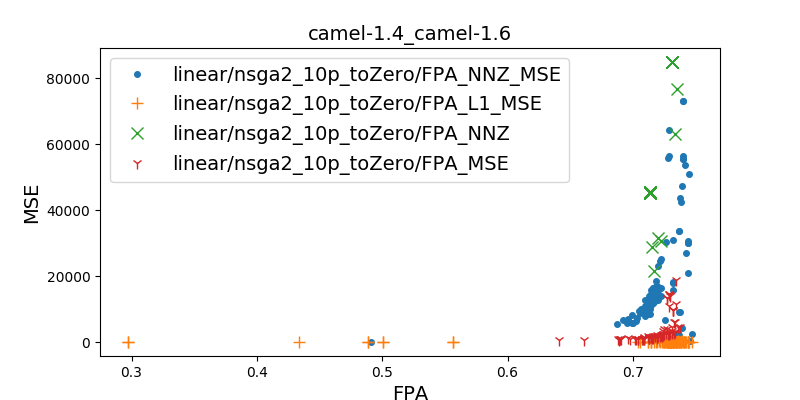 camel-1.4_camel-1.6
linear/nsga2_10p_toZero/FPA_NNZ_MSE
linear/nsga2_10p_toZero/FPA_L1_MSE
linear/nsga2_10p_toZero/FPA_NNZ
linear/nsga2_10p_toZero/FPA_MSE
MSE
80000
60000
40000
20000
0
0.3 0.4 0.5 0.6 0.7
FPA